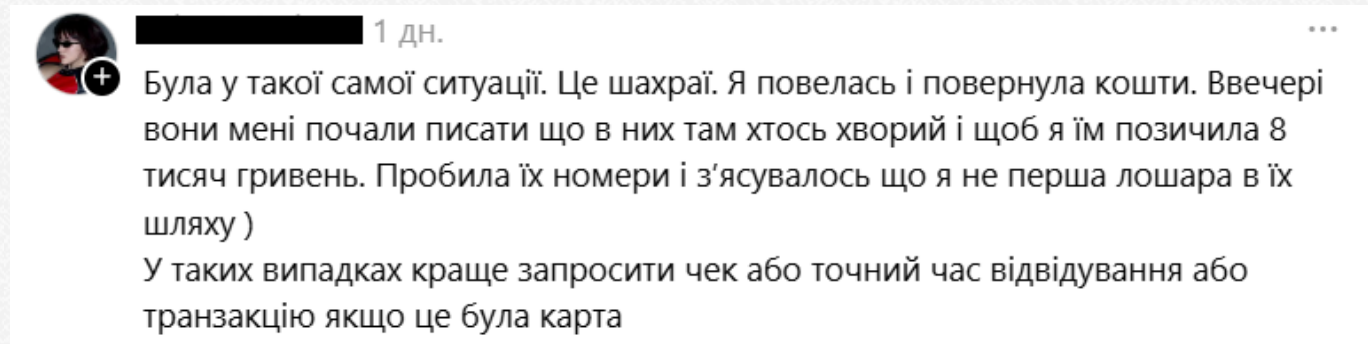 1 дн.
Була у такої самої ситуації. Це шахраї. Я повелась і повернула кошти. Ввечері
вони мені почали писати що в них там хтось хворий і щоб я їм позичила 8
тисяч гривень. Пробила їх номери і з’ясувалось що я не перша лошара в їх
шляху )
У таких випадках краще запросити чек або точний час відвідування або
транзакцію якщо це була карта